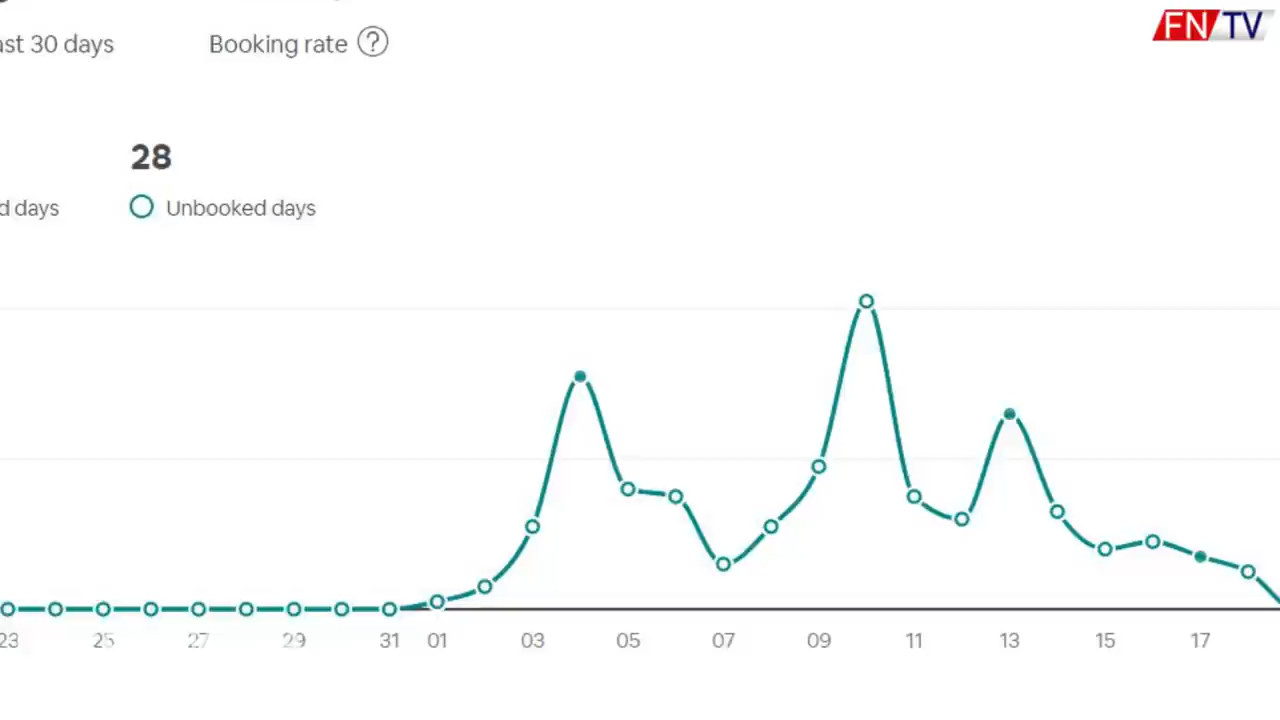 FN TV
ast 30 days
Booking rate ?
28
d days
Unbooked days
23 25 27 29 31 01 03 05 07 09 11 13 15 17